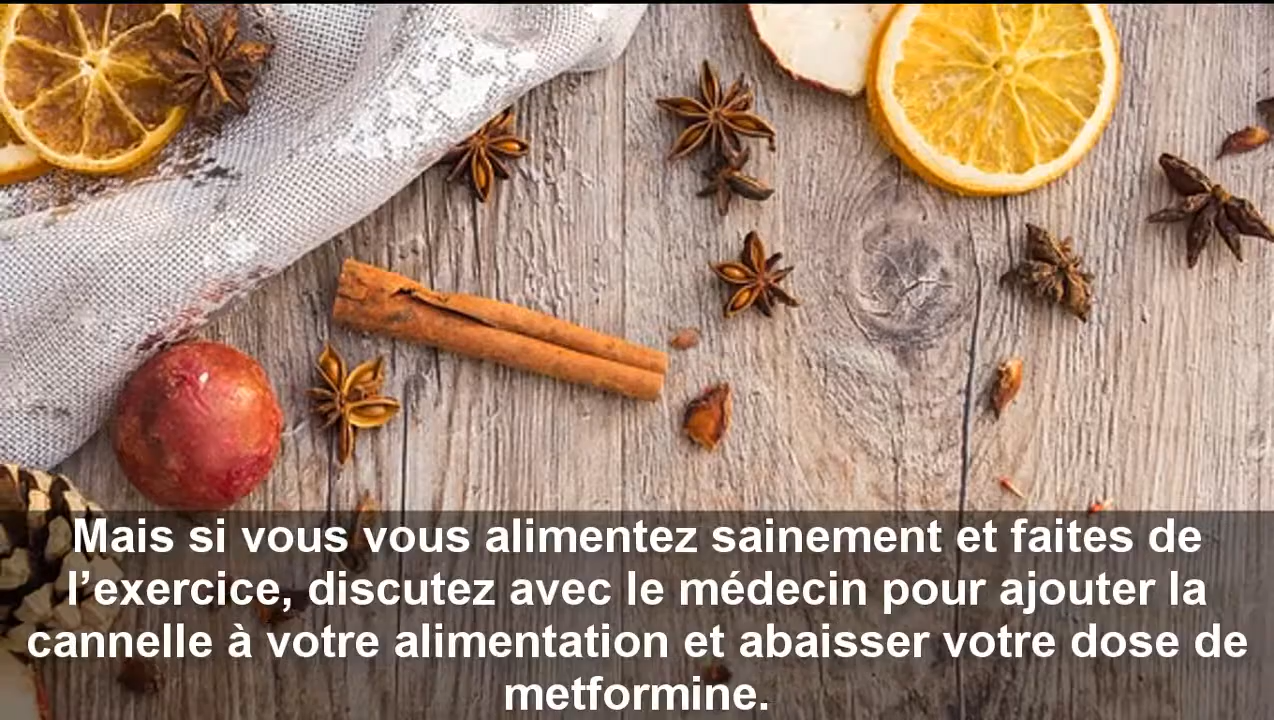 Mais si vous vous alimentez sainement et faites de
l’exercice, discutez avec le médecin pour ajouter la
cannelle à votre alimentation et abaisser votre dose de
metformine.